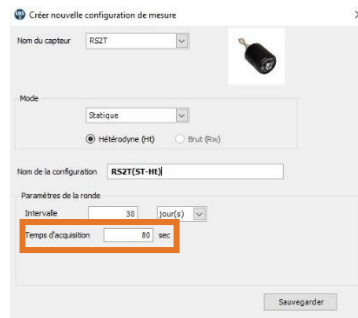 Créer nouvelle configuration de mesure
Nom du capteur RS2T
Mode
Statique
Hétérodyne (Ht) Brut (Rw)
Nom de la configuration RS2T(ST-Ht)
Paramètres de la ronde
Intervalle 30 jour(s)
Temps d'acquisition 80 sec
Sauvegarder